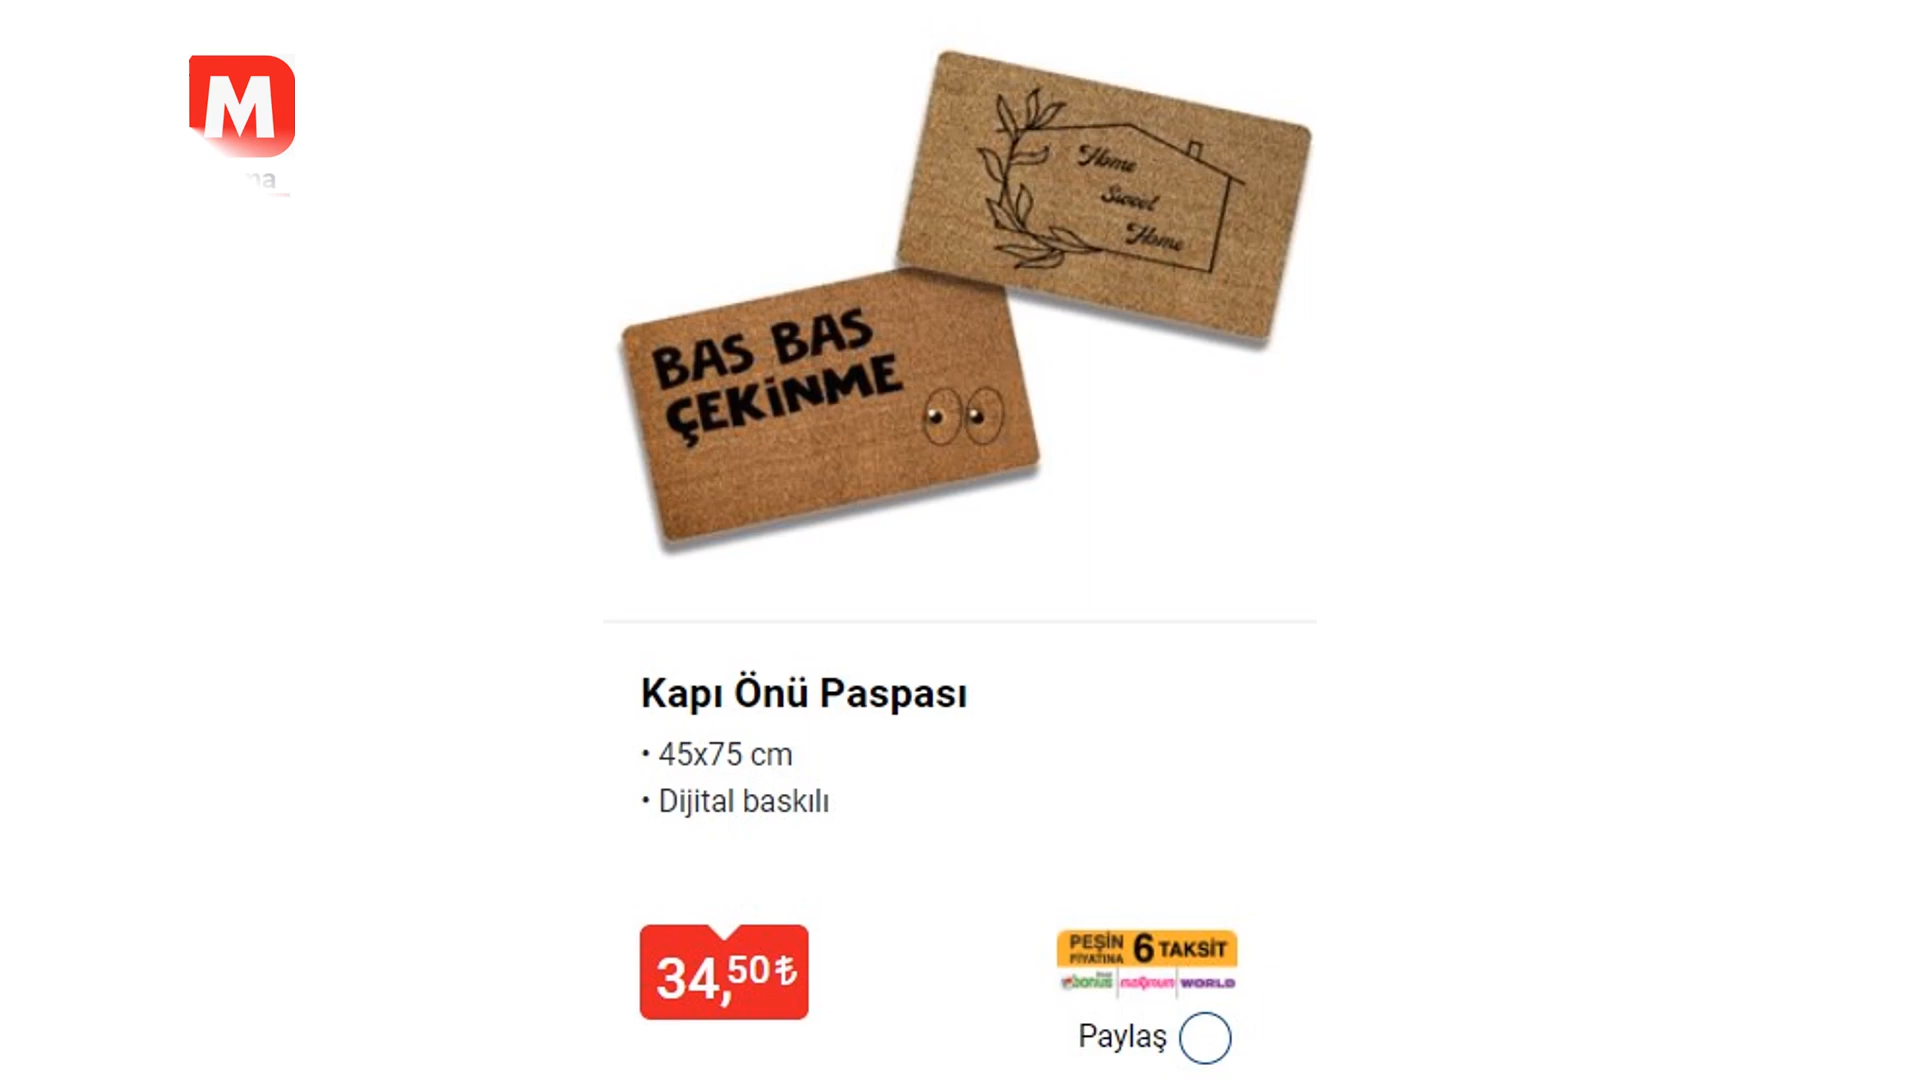 M
Home
Sweet
Home
BAS BAS
ÇEKİNME
Kapı Önü Paspası
• 45x75 cm
• Dijital baskılı
34,50₺
PEŞİN FİYATINA 6 TAKSİT
bonus maximum WORLD
Paylaş